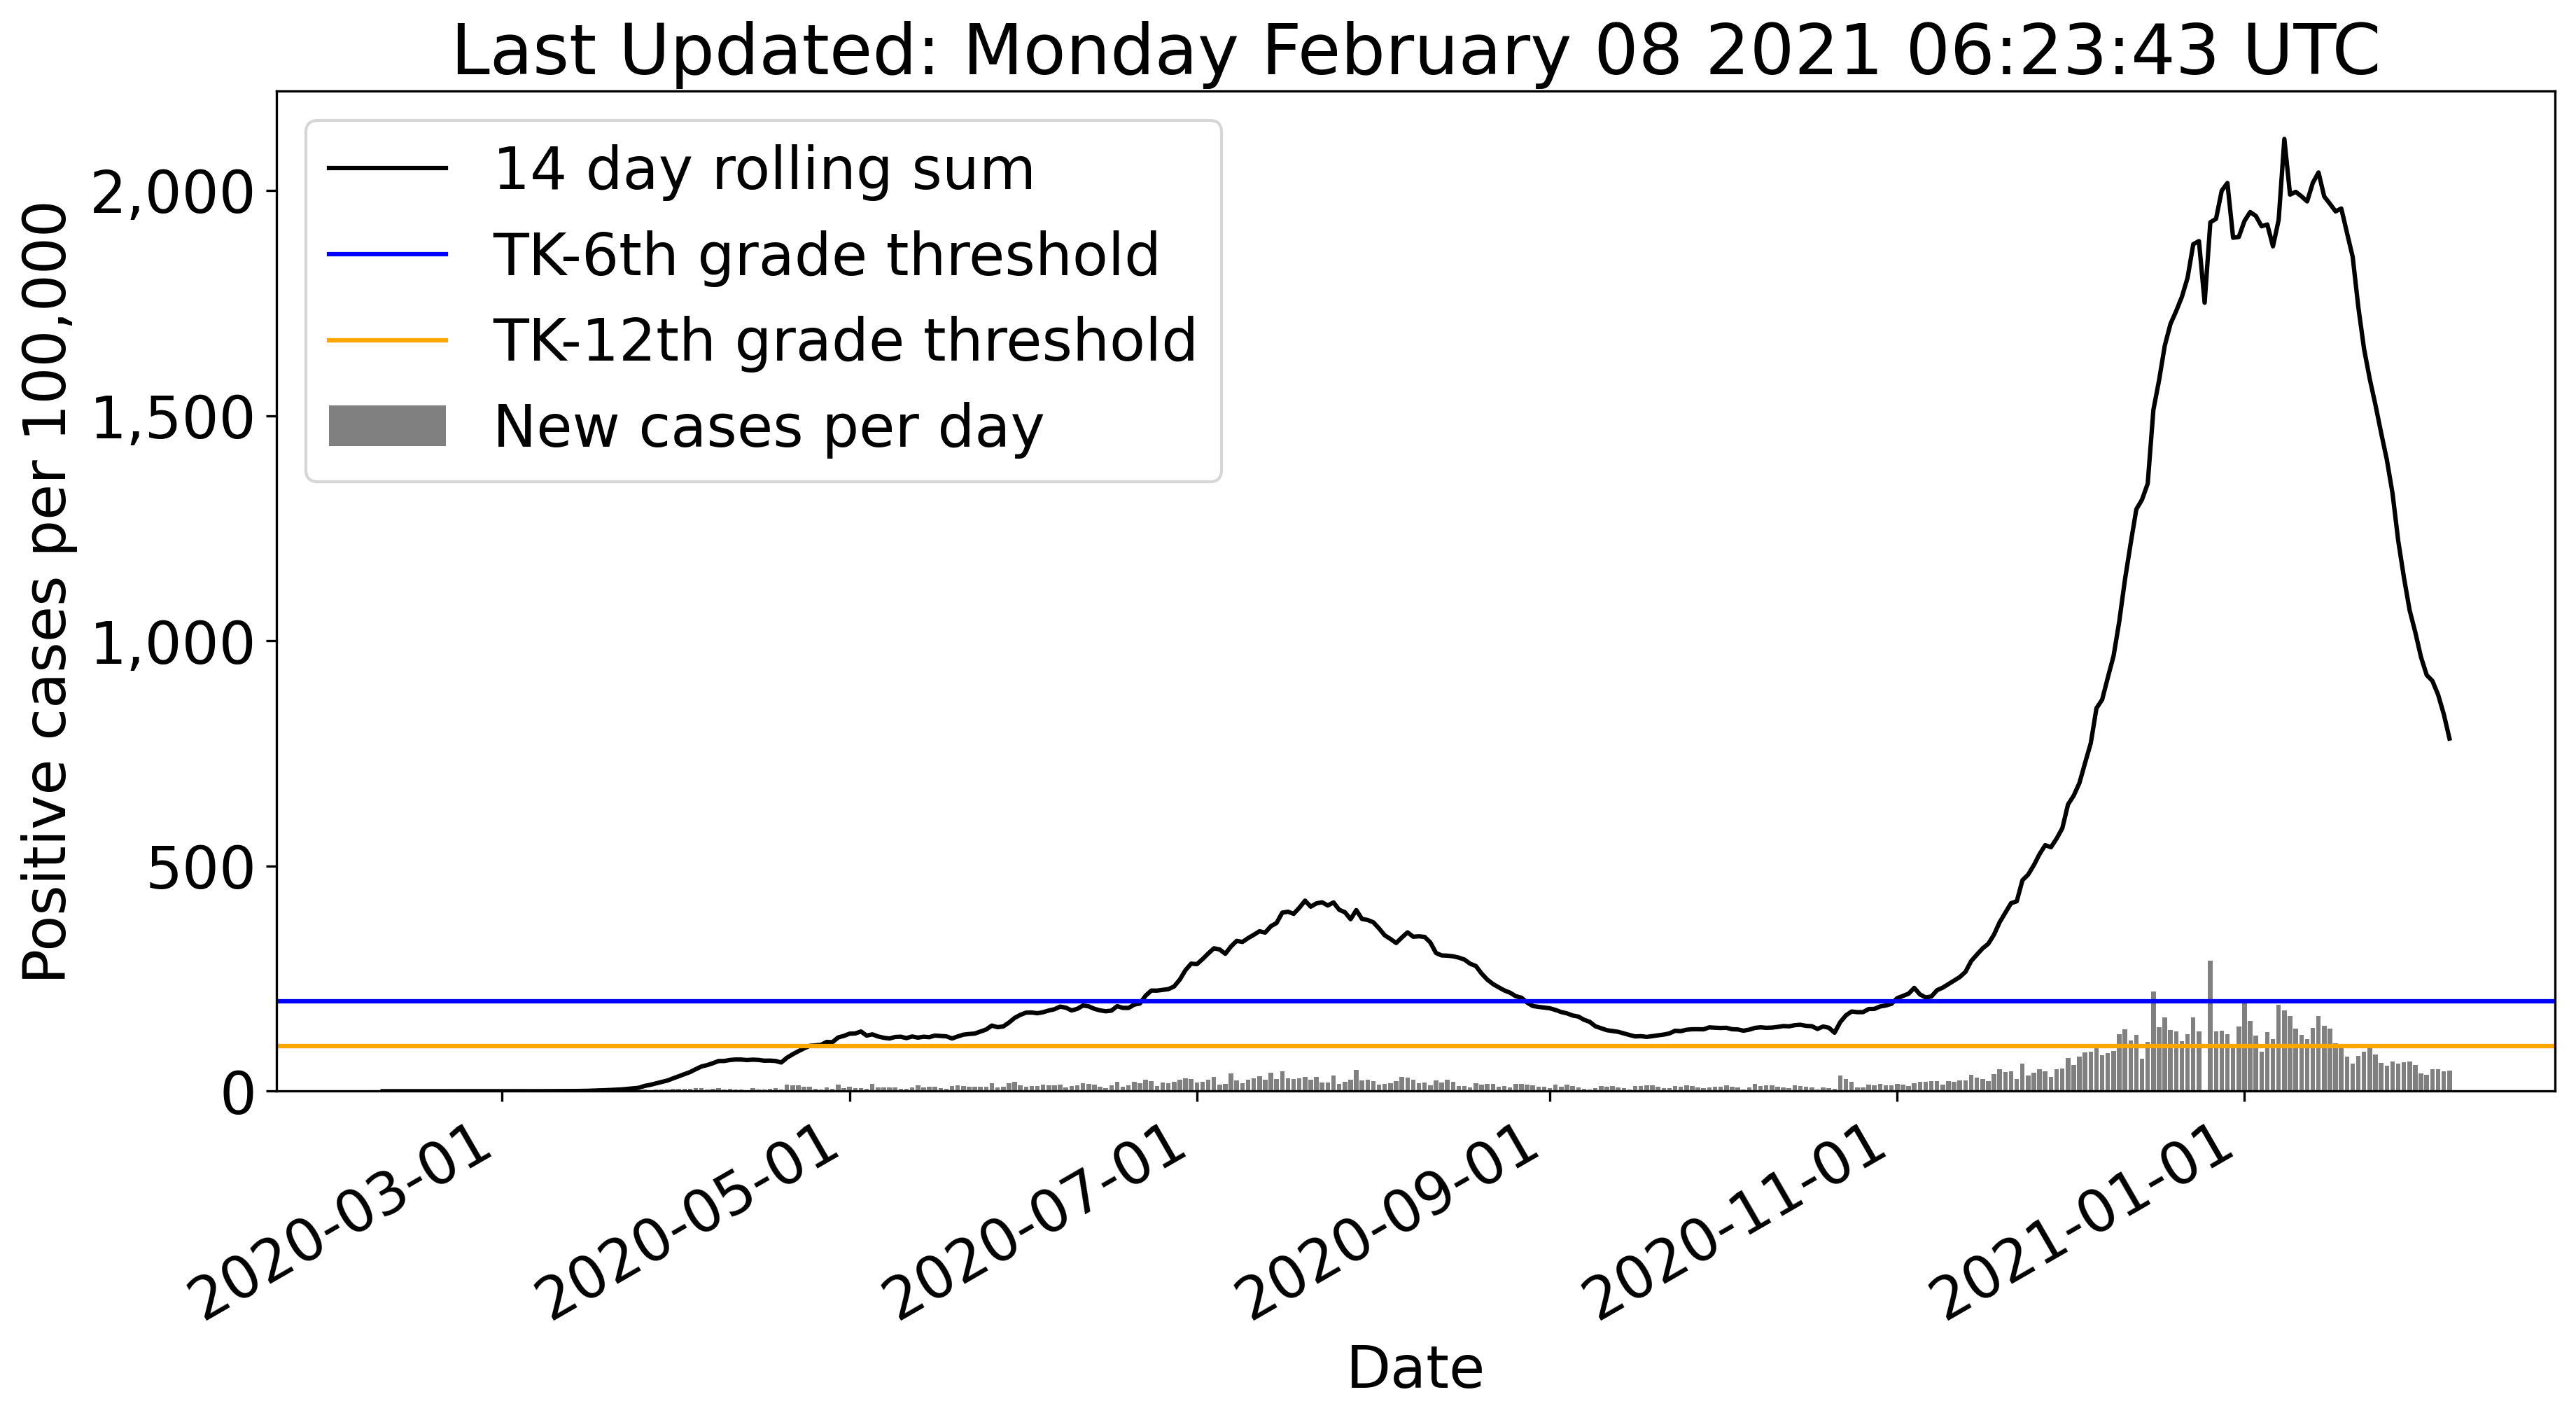 Last Updated: Monday February 08 2021 06:23:43 UTC
14 day rolling sum
TK-6th grade threshold
TK-12th grade threshold
New cases per day
Positive cases per 100,000
2,000
1,500
1,000
500
0
2020-03-01
2020-05-01
2020-07-01
2020-09-01
2020-11-01
2021-01-01
Date